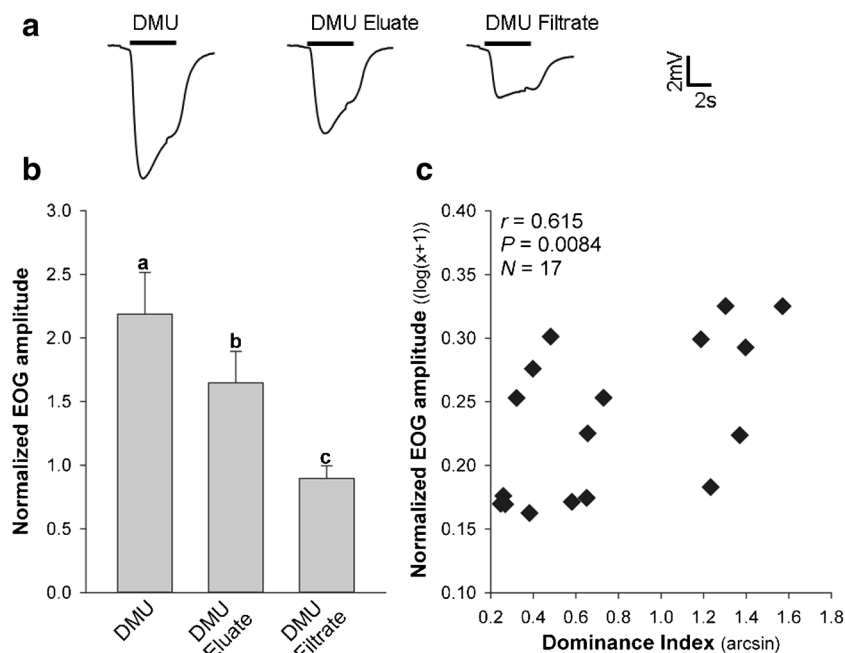 a
DMU
DMU Eluate
DMU Filtrate
2mV
2s
b
3.0
2.5
2.0
1.5
1.0
0.5
0.0
Normalized EOG amplitude
a
b
c
DMU
DMU
Eluate
DMU
Filtrate
c
0.40
0.35
0.30
0.25
0.20
0.15
0.10
Normalized EOG amplitude ((log(x+1))
r = 0.615
P = 0.0084
N = 17
0.2 0.4 0.6 0.8 1.0 1.2 1.4 1.6 1.8
Dominance Index (arcsin)